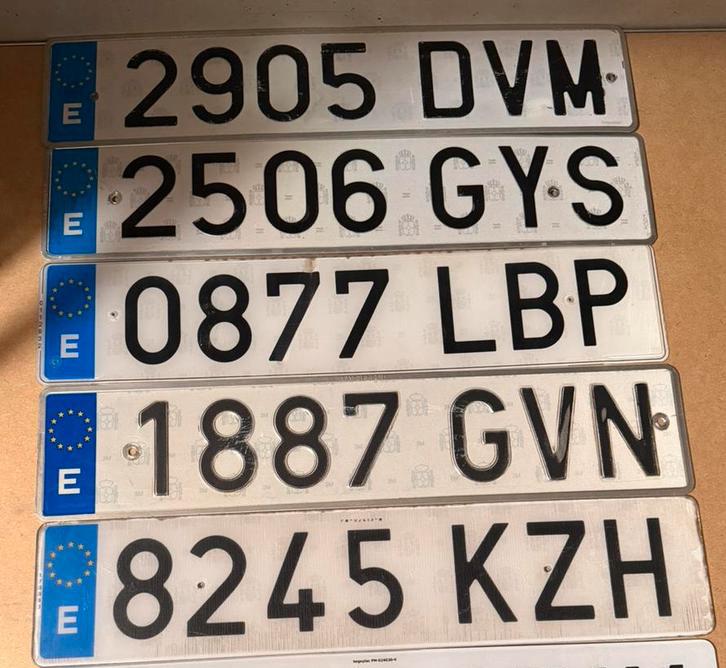 E 2905 DVM
E 2506 GYS
E 0877 LBP
E 1887 GVN
E 8245 KZH